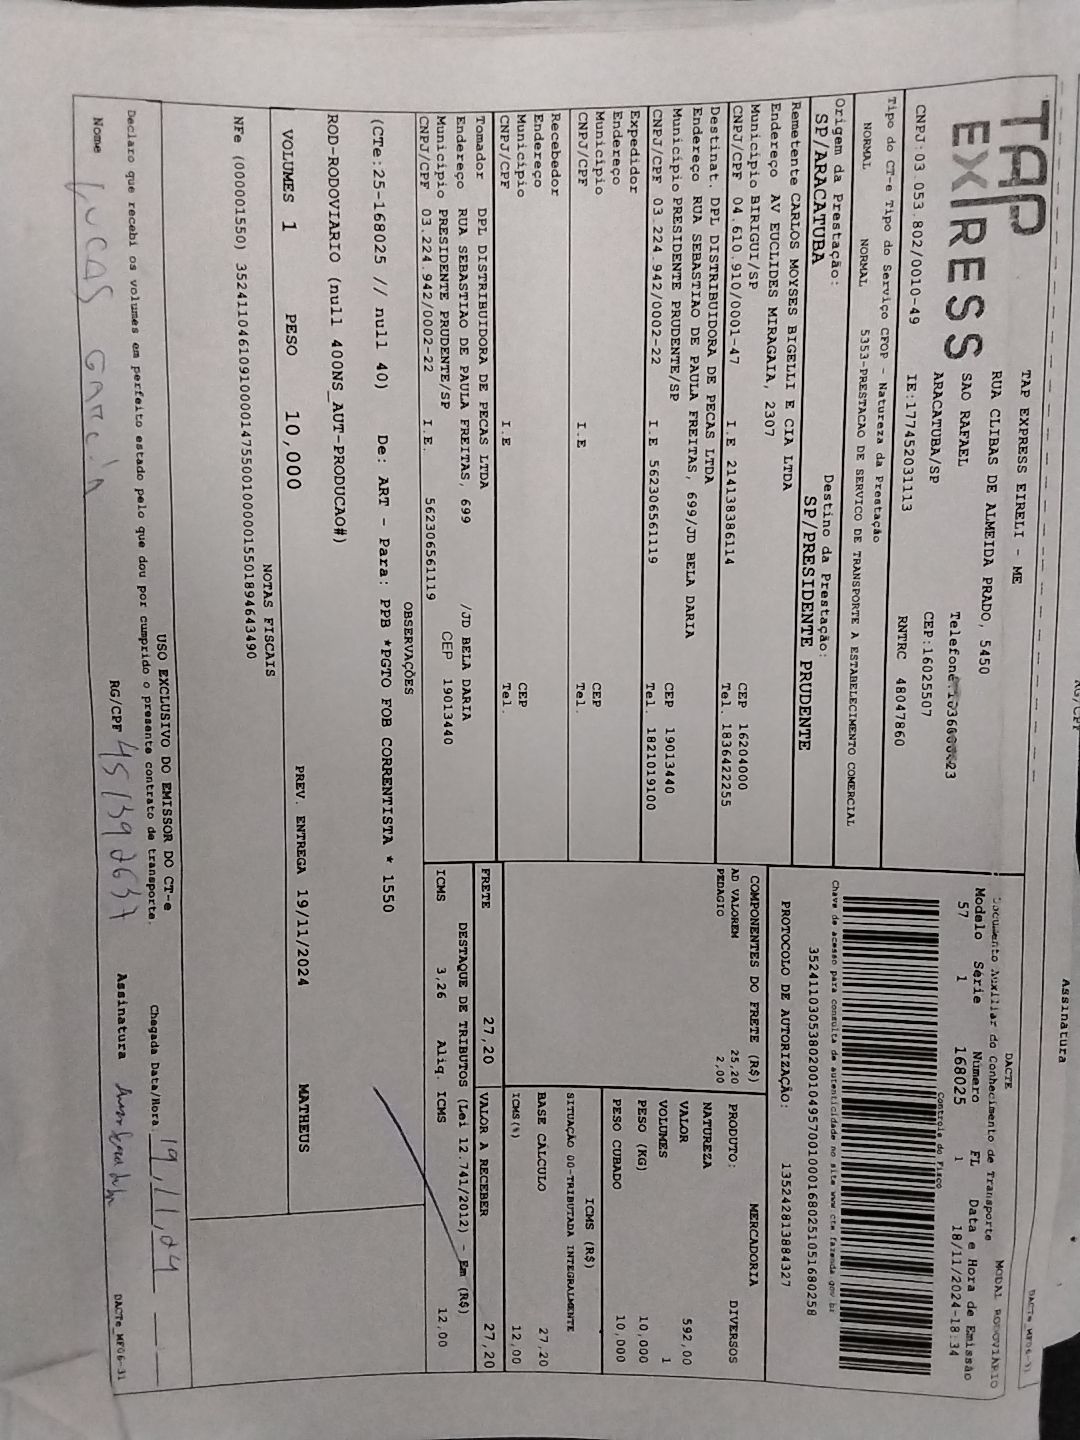 RG/CPF
Assinatura
DACTe_MF06-31
TAP
EXPRESS
TAP EXPRESS EIRELI - ME
RUA CLIBAS DE ALMEIDA PRADO, 5450
SAO RAFAEL
ARACATUBA/SP
CEP:16025507
CNPJ:03.053.802/0010-49
IE:177452031113
RNTRC 48047860
DACTE
MODAL RODOVIÁRIO
Documento Auxiliar do Conhecimento de Transporte
Modelo Série Número FL Data e Hora de Emissão
57 1 168025 1 18/11/2024-18:34
Controle do Fisco
Chave de acesso para consulta de autenticidade no site www.cte.fazenda.gov.br
35241103053802001049570010001680251051680258
PROTOCOLO DE AUTORIZAÇÃO: 135242813884327
Tipo do CT-e Tipo do Serviço CFOP - Natureza da Prestação
NORMAL NORMAL 5353-PRESTACAO DE SERVICO DE TRANSPORTE A ESTABELECIMENTO COMERCIAL
Origem da Prestação: Destino da Prestação:
SP/ARACATUBA SP/PRESIDENTE PRUDENTE
Remetente CARLOS MOYSES BIGELLI E CIA LTDA
Endereço AV EUCLIDES MIRAGAIA, 2307
Município BIRIGUI/SP CEP 16204000
CNPJ/CPF 04.610.910/0001-47 I.E 214138386114 Tel. 1836422255
Destinat. DPL DISTRIBUIDORA DE PECAS LTDA
Endereço RUA SEBASTIAO DE PAULA FREITAS, 699/JD BELA DARIA
Município PRESIDENTE PRUDENTE/SP CEP 19013440
CNPJ/CPF 03.224.942/0002-22 I.E 562306561119 Tel. 1821019100
Expedidor
Endereço
Município CEP
CNPJ/CPF I.E Tel.
Recebedor
Endereço
Município CEP
CNPJ/CPF I.E Tel.
Tomador DPL DISTRIBUIDORA DE PECAS LTDA
Endereço RUA SEBASTIAO DE PAULA FREITAS, 699 /JD BELA DARIA
Município PRESIDENTE PRUDENTE/SP CEP 19013440
CNPJ/CPF 03.224.942/0002-22 I.E. 562306561119
COMPONENTES DO FRETE (R$)
AD VALOREM 25,20
PEDAGIO 2,00
MERCADORIA
PRODUTO: DIVERSOS
NATUREZA
VALOR 592,00
VOLUMES 1
PESO (KG) 10,000
PESO CUBADO 10,000
ICMS (R$)
SITUAÇÃO 00-TRIBUTADA INTEGRALMENTE
BASE CÁLCULO 27,20
ICMS(%) 12,00
FRETE 27,20 VALOR A RECEBER 27,20
DESTAQUE DE TRIBUTOS (Lei 12.741/2012) - Em (R$)
ICMS 3,26 Aliq. ICMS 12,00
OBSERVAÇÕES
(CTe:25-168025 // null 40) De: ART - Para: PPB *PGTO FOB CORRENTISTA * 1550
ROD-RODOVIARIO (null 400NS_AUT-PRODUCAO#)
VOLUMES 1 PESO 10,000 PREV. ENTREGA 19/11/2024 MATHEUS
NOTAS FISCAIS
NFe (000001550) 35241104610910000147550010000015501894643490
USO EXCLUSIVO DO EMISSOR DO CT-e
Declaro que recebi os volumes em perfeito estado pelo que dou por cumprido o presente contrato de transporte.
Chegada Data/Hora 19/11/24
Nome Lucas Garcia RG/CPF 451392637 Assinatura
DACTe_MF06-31